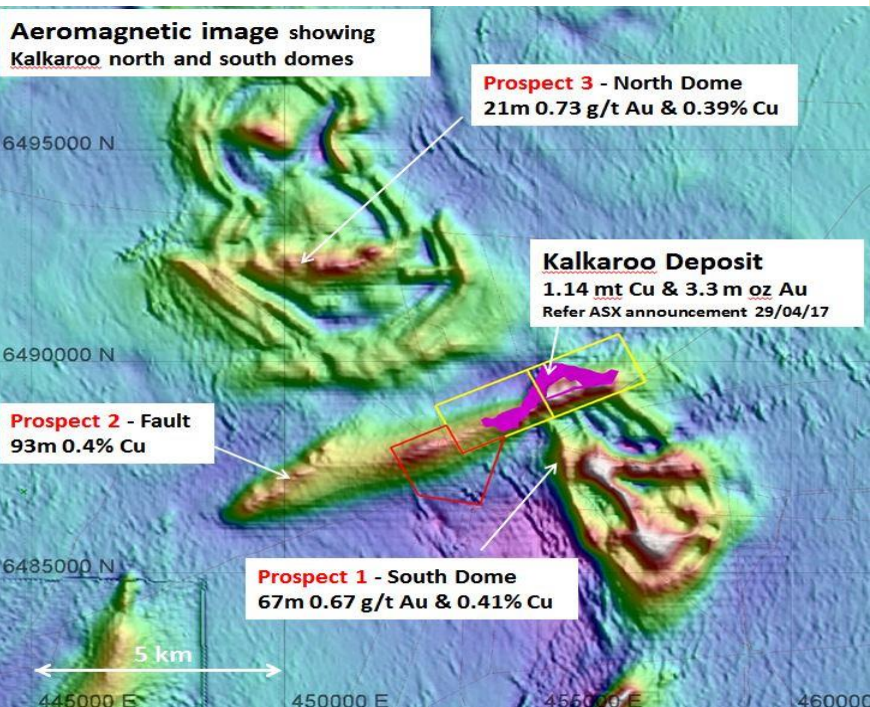 Aeromagnetic image showing
Kalkaroo north and south domes
Prospect 3 - North Dome
21m 0.73 g/t Au & 0.39% Cu
6495000 N
Kalkaroo Deposit
1.14 mt Cu & 3.3 m oz Au
Refer ASX announcement 29/04/17
6490000 N
Prospect 2 - Fault
93m 0.4% Cu
6485000 N
Prospect 1 - South Dome
67m 0.67 g/t Au & 0.41% Cu
5 km
445000 E
450000 E
455000 E
460000